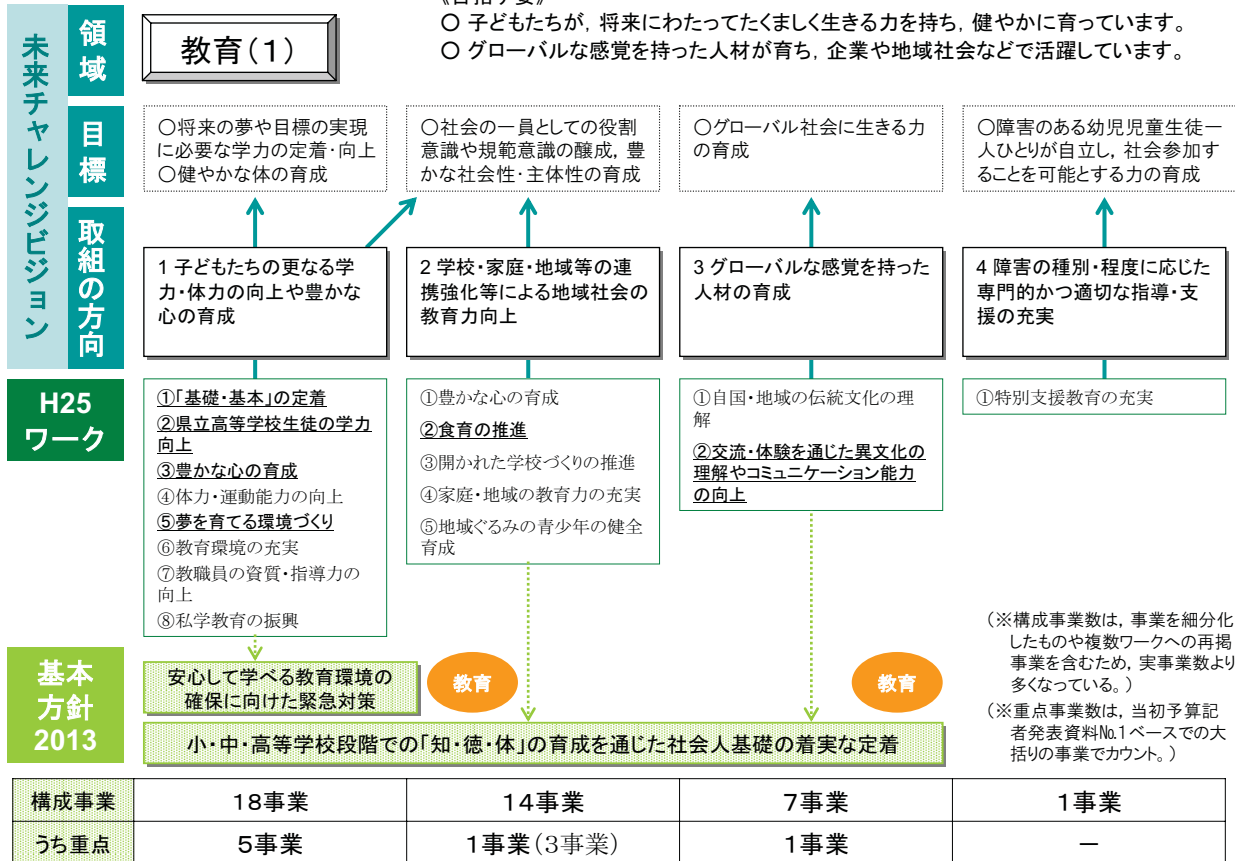 《目指す姿》
○ 子どもたちが，将来にわたってたくましく生きる力を持ち，健やかに育っています。
○ グローバルな感覚を持った人材が育ち，企業や地域社会などで活躍しています。
未来チャレンジビジョン
領域
教育（1）
目標
○将来の夢や目標の実現
に必要な学力の定着・向上
○健やかな体の育成
○社会の一員としての役割
意識や規範意識の醸成，豊
かな社会性・主体性の育成
○グローバル社会に生きる力
の育成
○障害のある幼児児童生徒一
人ひとりが自立し，社会参加す
ることを可能とする力の育成
取組の方向
1 子どもたちの更なる学
力・体力の向上や豊かな
心の育成
2 学校・家庭・地域等の連
携強化等による地域社会の
教育力向上
3 グローバルな感覚を持った
人材の育成
4 障害の種別・程度に応じた
専門的かつ適切な指導・支
援の充実
H25
ワーク
①「基礎・基本」の定着
②県立高等学校生徒の学力
向上
③豊かな心の育成
④体力・運動能力の向上
⑤夢を育てる環境づくり
⑥教育環境の充実
⑦教職員の資質・指導力の
向上
⑧私学教育の振興
①豊かな心の育成
②食育の推進
③開かれた学校づくりの推進
④家庭・地域の教育力の充実
⑤地域ぐるみの青少年の健全
育成
①自国・地域の伝統文化の理
解
②交流・体験を通じた異文化の
理解やコミュニケーション能力
の向上
①特別支援教育の充実
基本
方針
2013
安心して学べる教育環境の
確保に向けた緊急対策
教育
教育
小・中・高等学校段階での「知・徳・体」の育成を通じた社会人基礎の着実な定着
（※構成事業数は，事業を細分化
したものや複数ワークへの再掲
事業を含むため，実事業数より
多くなっている。）
（※重点事業数は，当初予算記
者発表資料№1ベースでの大
括りの事業でカウント。）
構成事業 18事業 14事業 7事業 1事業
うち重点 5事業 1事業（3事業） 1事業 －